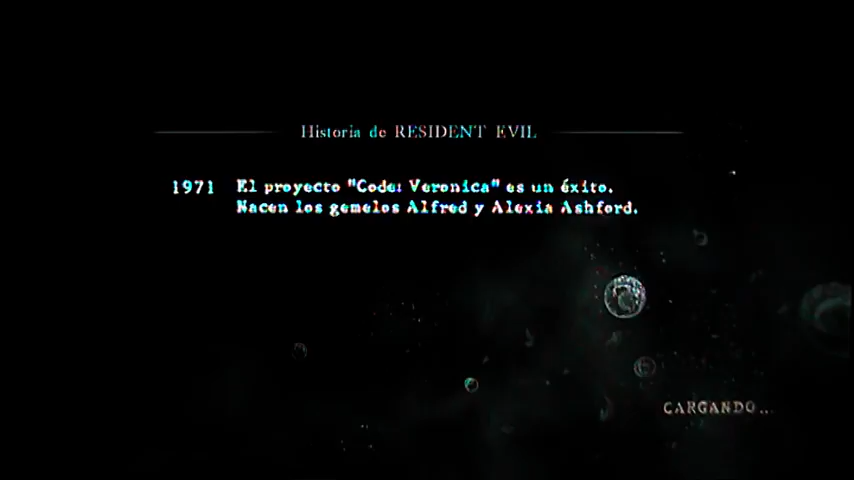 Historia de RESIDENT EVIL
1971 El proyecto "Code: Veronica" es un éxito.
Nacen los gemelos Alfred y Alexia Ashford.
CARGANDO...